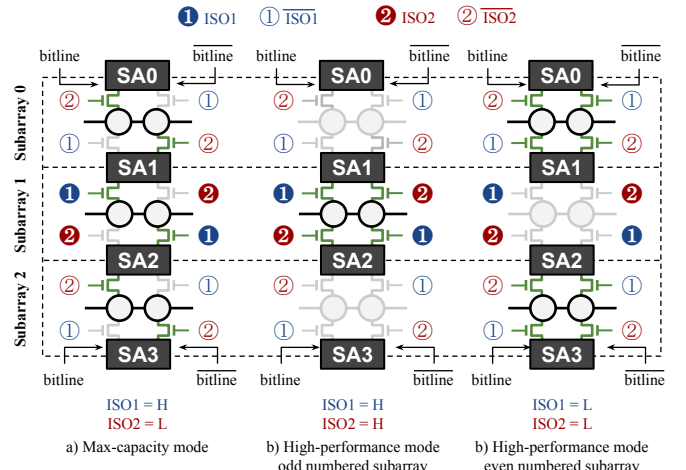 ❶ ISO1 ① ISO1 ❷ ISO2 ② ISO2
bitline bitline bitline bitline bitline bitline
SA0 SA0 SA0
② ① ② ① ② ①
Subarray 0
① ② ① ② ① ②
SA1 SA1 SA1
❶ ❷ ❶ ❷ ❶ ❷
Subarray 1
❷ ❶ ❷ ❶ ❷ ❶
SA2 SA2 SA2
② ① ② ① ② ①
Subarray 2
① ② ① ② ① ②
SA3 SA3 SA3
bitline bitline bitline bitline bitline bitline
ISO1 = H ISO1 = H ISO1 = L
ISO2 = L ISO2 = H ISO2 = L
a) Max-capacity mode b) High-performance mode b) High-performance mode
odd numbered subarray even numbered subarray